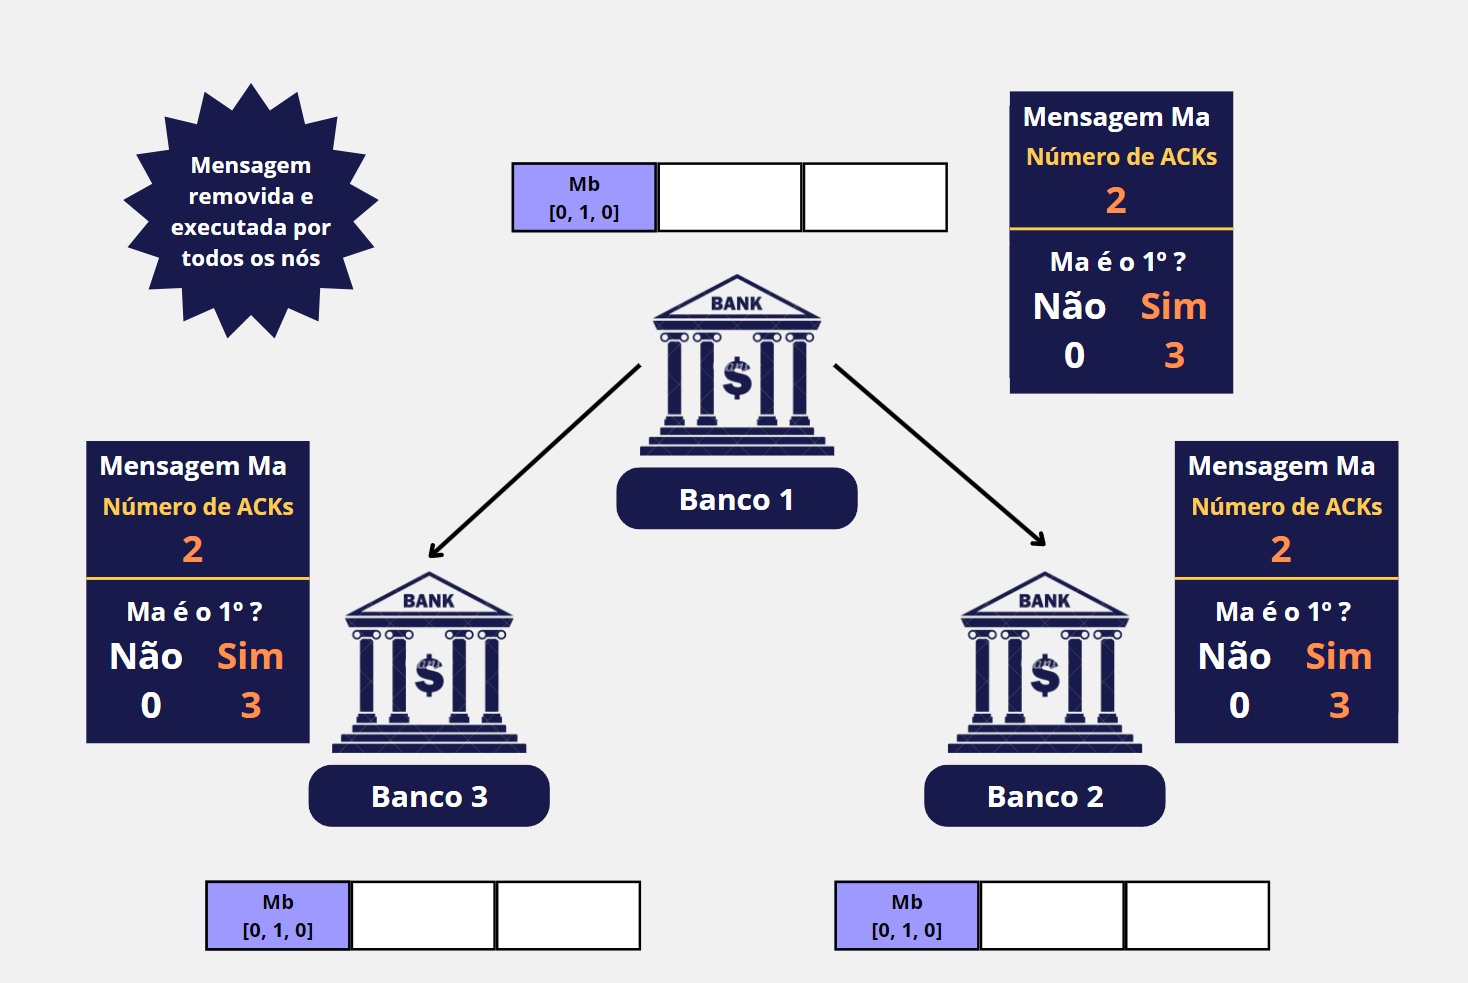 Mensagem
removida e
executada por
todos os nós
Mb
[0, 1, 0]
Mensagem Ma
Número de ACKs
2
Ma é o 1º ?
Não Sim
0 3
BANK
$
Banco 1
Mensagem Ma
Número de ACKs
2
Ma é o 1º ?
Não Sim
0 3
BANK
$
Banco 3
BANK
$
Banco 2
Mensagem Ma
Número de ACKs
2
Ma é o 1º ?
Não Sim
0 3
Mb
[0, 1, 0]
Mb
[0, 1, 0]